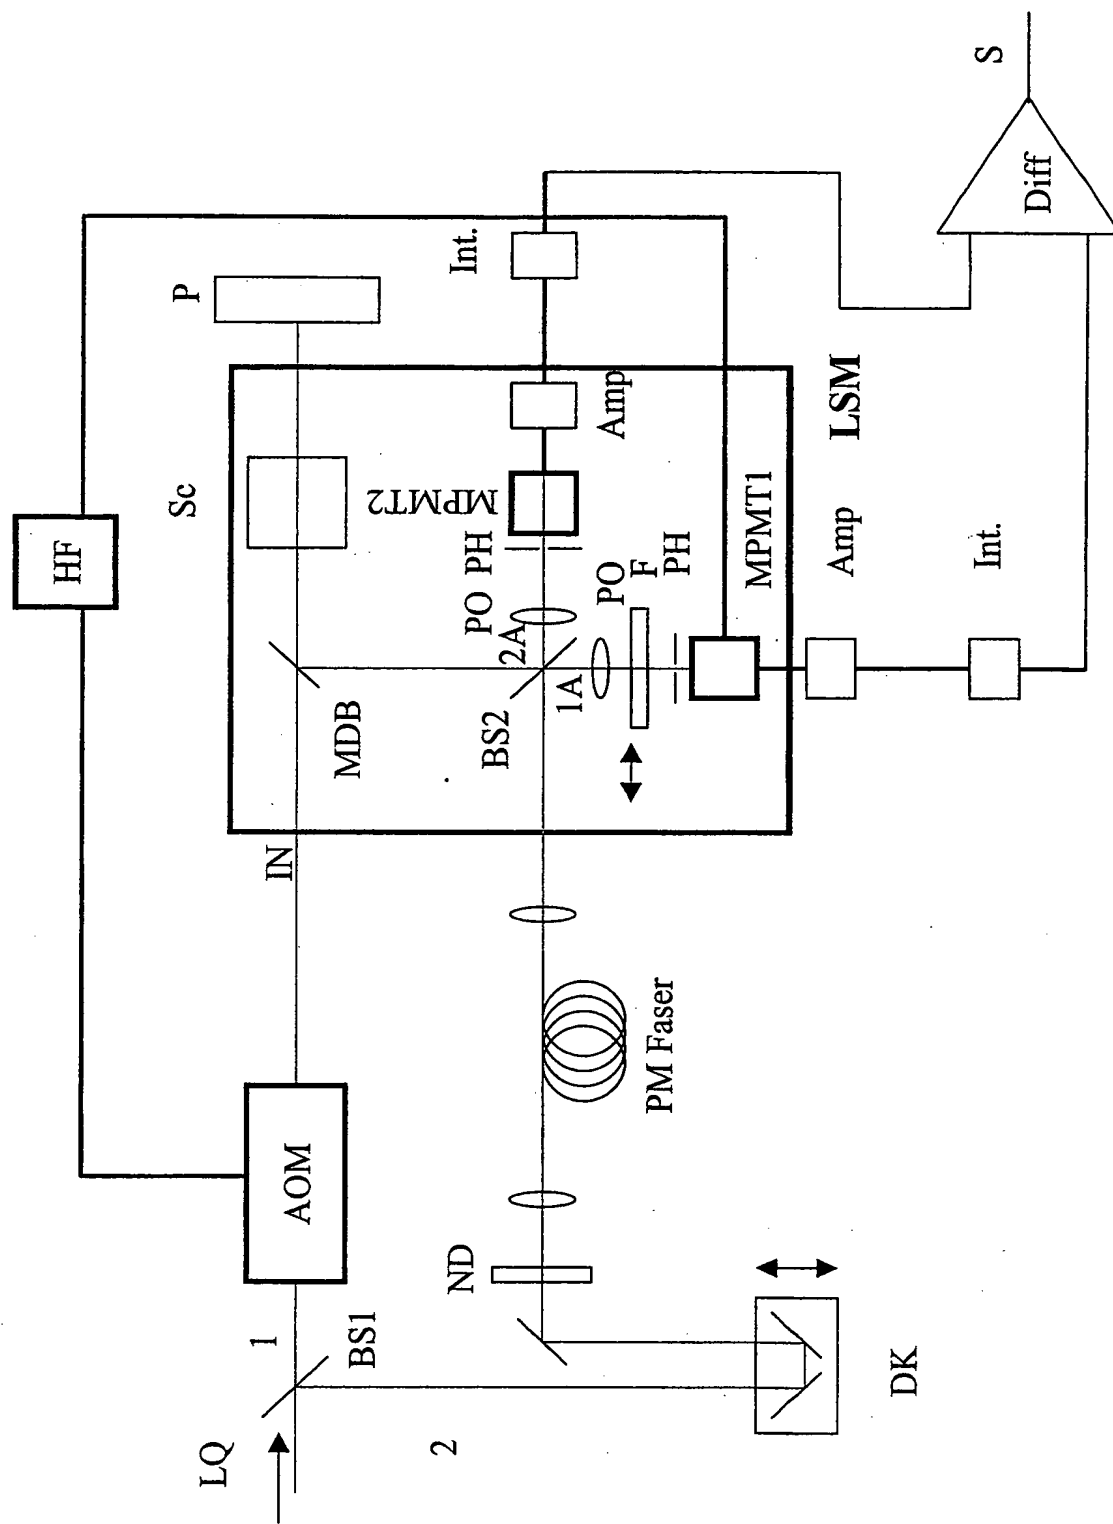 HF
S
Diff
P
Int.
Sc
MPMT2
Amp
LSM
PO PH
PO
F
PH
2A
1A
MPMT1
Amp
Int.
MDB
BS2
IN
PM Faser
AOM
ND
1
BS1
LQ
2
DK